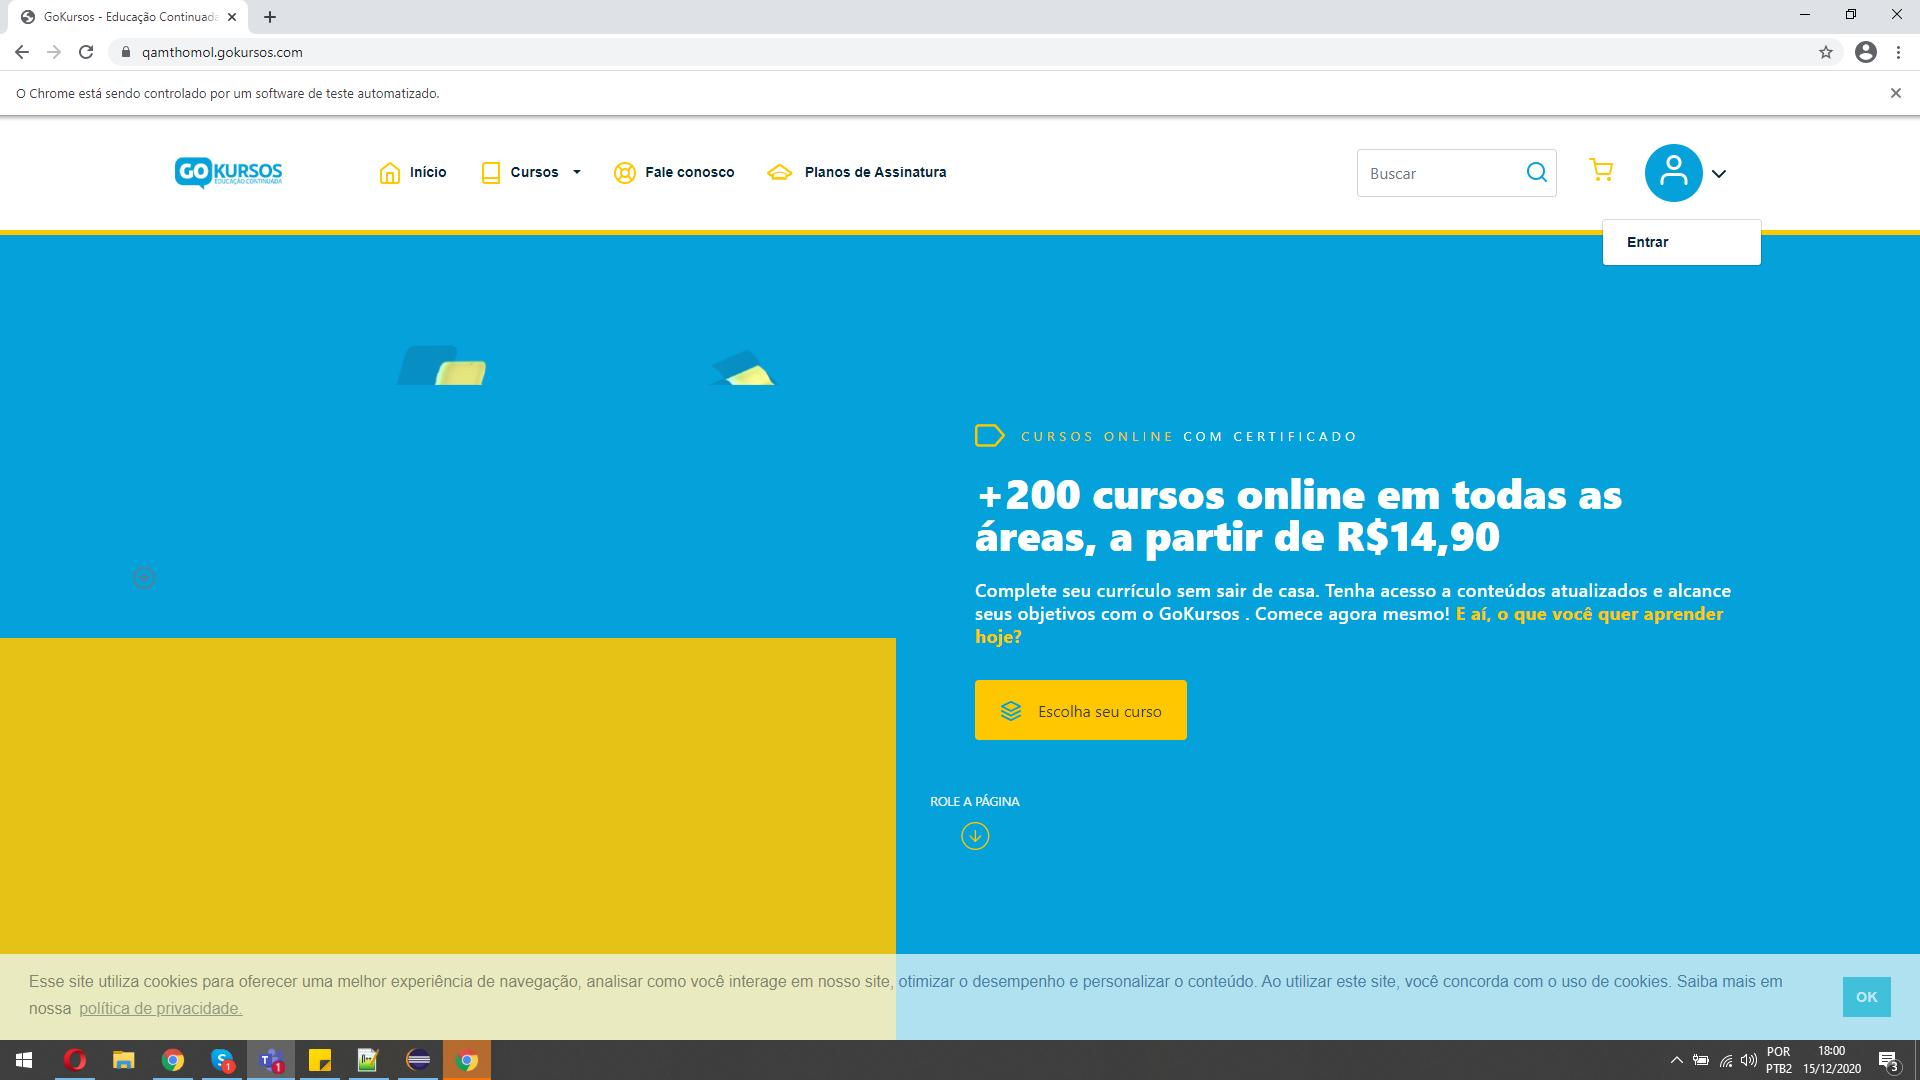 GoKursos - Educação Continuada
qamthomol.gokursos.com
O Chrome está sendo controlado por um software de teste automatizado.
GO KURSOS
EDUCAÇÃO CONTINUADA
Início
Cursos
Fale conosco
Planos de Assinatura
Buscar
Entrar
CURSOS ONLINE COM CERTIFICADO
+200 cursos online em todas as
áreas, a partir de R$14,90
Complete seu currículo sem sair de casa. Tenha acesso a conteúdos atualizados e alcance
seus objetivos com o GoKursos . Comece agora mesmo! E aí, o que você quer aprender
hoje?
Escolha seu curso
ROLE A PÁGINA
Esse site utiliza cookies para oferecer uma melhor experiência de navegação, analisar como você interage em nosso site, otimizar o desempenho e personalizar o conteúdo. Ao utilizar este site, você concorda com o uso de cookies. Saiba mais em
nossa política de privacidade.
OK
1
1
POR
PTB2
18:00
15/12/2020
3